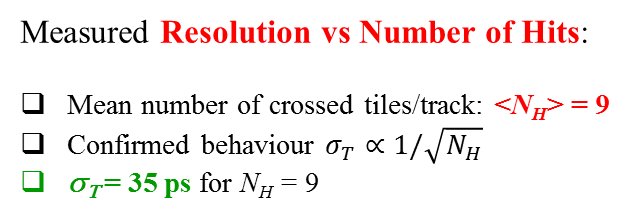 Measured Resolution vs Number of Hits:
❑ Mean number of crossed tiles/track: <N_H> = 9
❑ Confirmed behaviour σ_T ∝ 1/√N_H
❑ σ_T= 35 ps for N_H = 9